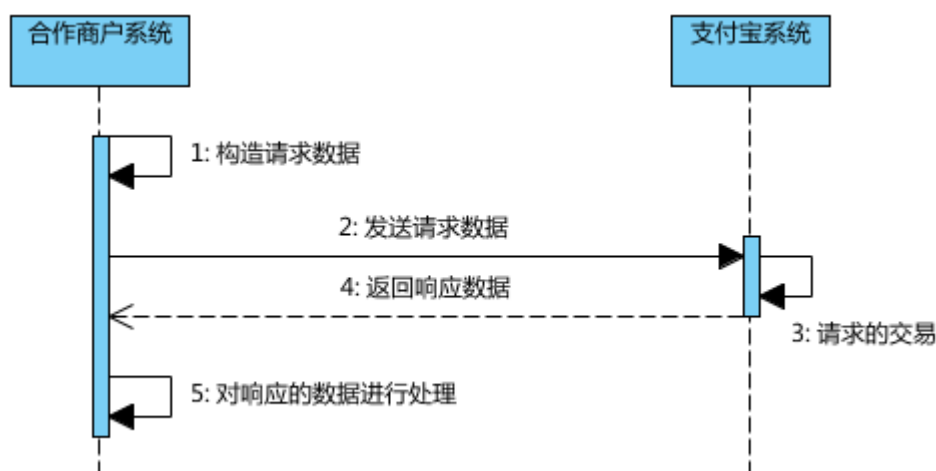 合作商户系统
支付宝系统
1: 构造请求数据
2: 发送请求数据
4: 返回响应数据
3: 请求的交易
5: 对响应的数据进行处理